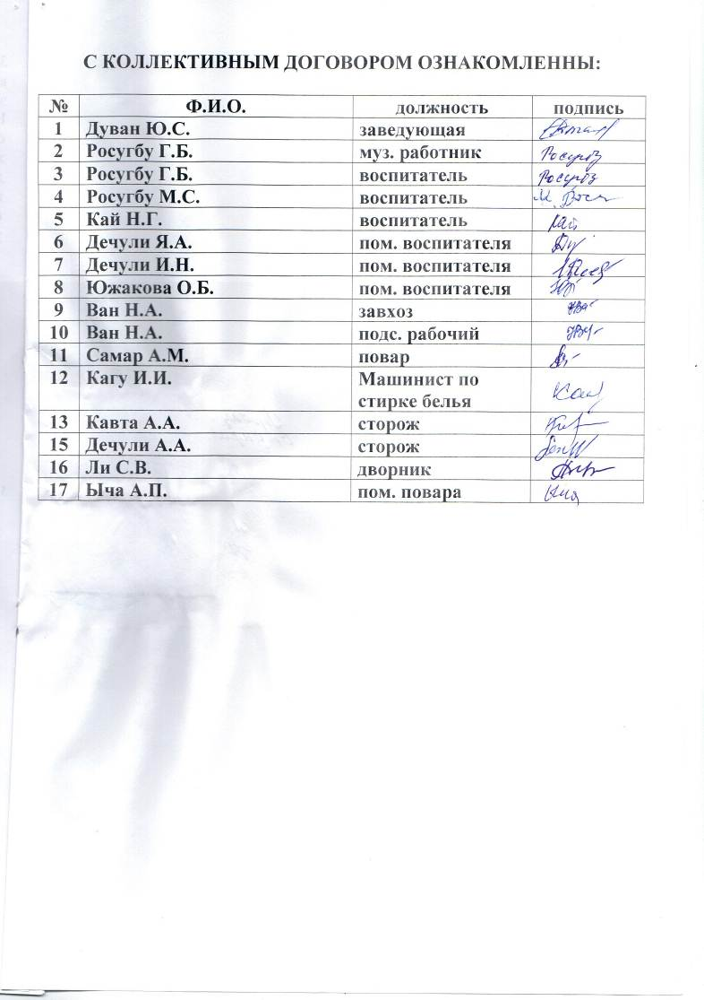 С КОЛЛЕКТИВНЫМ ДОГОВОРОМ ОЗНАКОМЛЕННЫ:
№ Ф.И.О. должность подпись
1 Дуван Ю.С. заведующая
2 Росугбу Г.Б. муз. работник Росугбу
3 Росугбу Г.Б. воспитатель Росугбу
4 Росугбу М.С. воспитатель
5 Кай Н.Г. воспитатель Кай
6 Дечули Я.А. пом. воспитателя
7 Дечули И.Н. пом. воспитателя
8 Южакова О.Б. пом. воспитателя
9 Ван Н.А. завхоз
10 Ван Н.А. подс. рабочий
11 Самар А.М. повар
12 Кагу И.И. Машинист по
стирке белья
13 Кавта А.А. сторож
15 Дечули А.А. сторож
16 Ли С.В. дворник
17 Ыча А.П. пом. повара